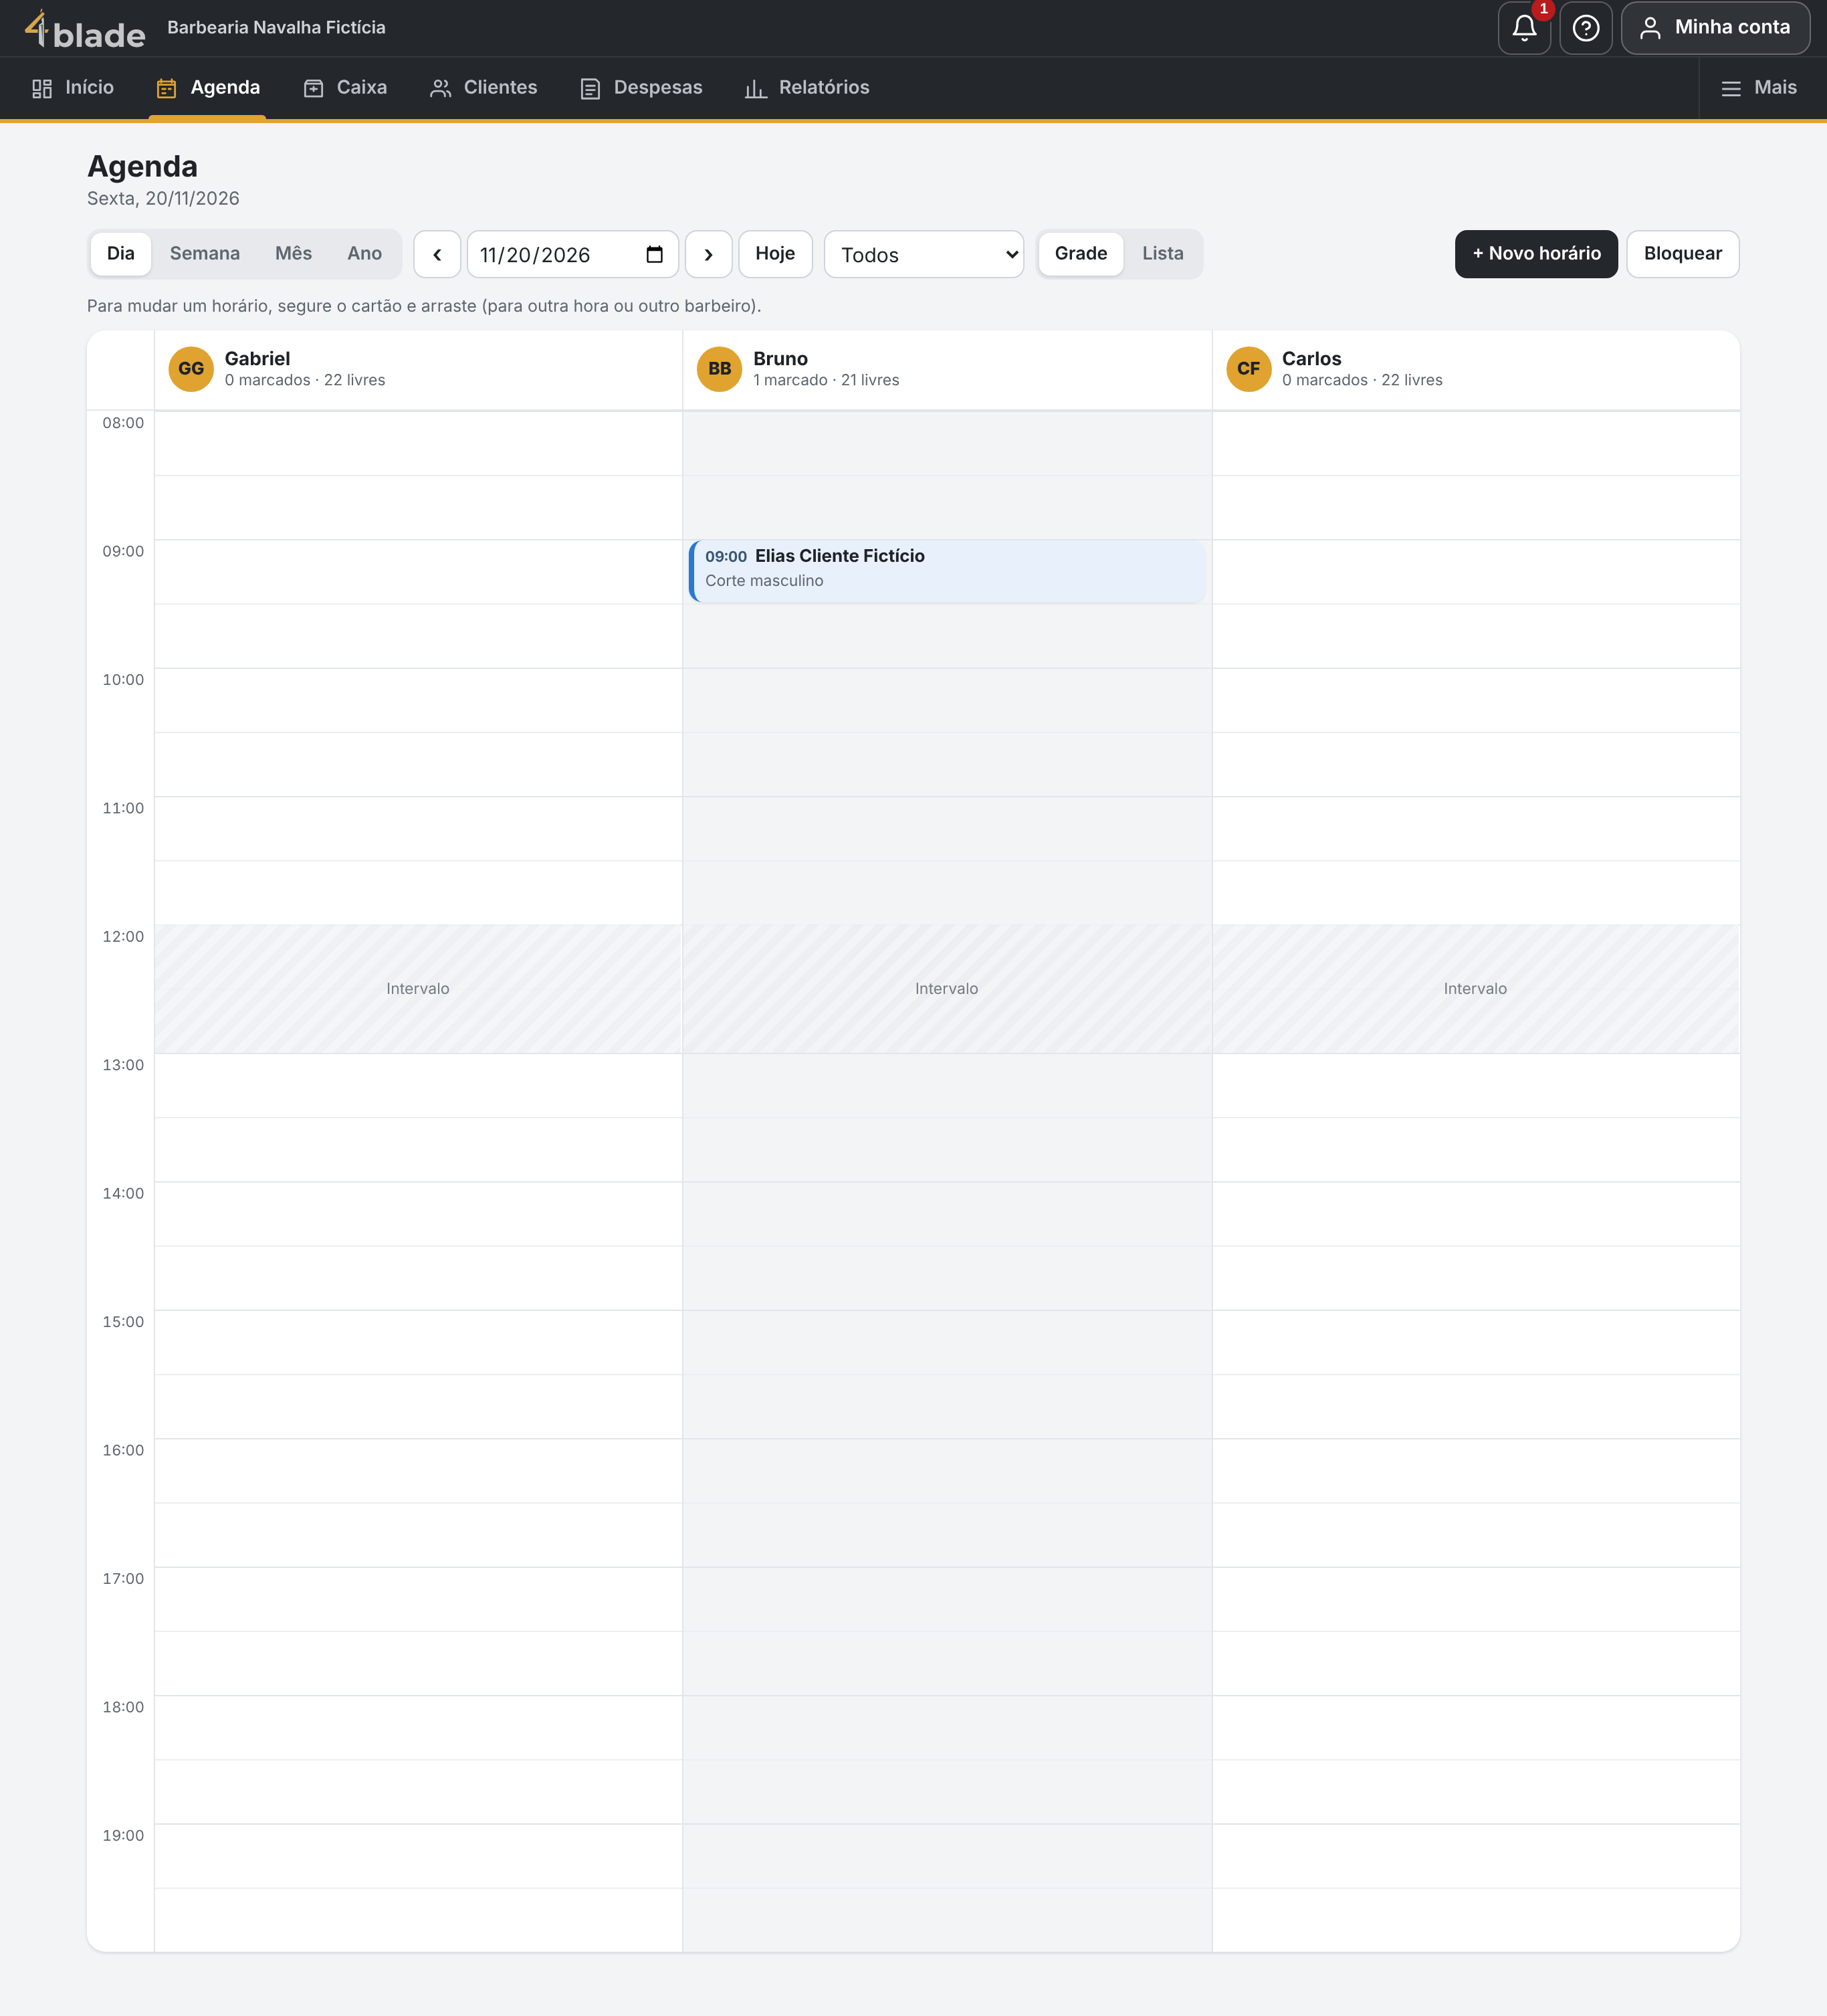 4blade Barbearia Navalha Fictícia 1 Minha conta
Início Agenda Caixa Clientes Despesas Relatórios Mais
Agenda
Sexta, 20/11/2026
Dia Semana Mês Ano ‹ 11/20/2026 › Hoje Todos Grade Lista + Novo horário Bloquear
Para mudar um horário, segure o cartão e arraste (para outra hora ou outro barbeiro).
GG Gabriel
0 marcados · 22 livres
BB Bruno
1 marcado · 21 livres
CF Carlos
0 marcados · 22 livres
08:00
09:00
09:00 Elias Cliente Fictício
Corte masculino
10:00
11:00
12:00
Intervalo Intervalo Intervalo
13:00
14:00
15:00
16:00
17:00
18:00
19:00